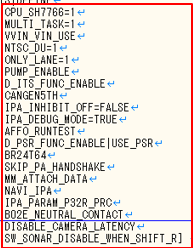 CPU_SH7766=1
MULTI_TASK=1
VVIN_VIN_USE
NTSC_DU=1
ONLY_LANE=1
PUMP_ENABLE
D_ITS_FUNC_ENABLE
CANGEN5TH
IPA_INHIBIT_OFF=FALSE
IPA_DEBUG_MODE=TRUE
AFFO_RUNTEST
D_PSR_FUNC_ENABLE|USE_PSR
BR24T64
SKIP_PA_HANDSHAKE
MM_ATTACH_DATA
NAVI_IPA
IPA_PARAM_P32R_PRC
BO2E_NEUTRAL_CONTACT
DISABLE_CAMERA_LATENCY
SW_SONAR_DISABLE_WHEN_SHIFT_R]